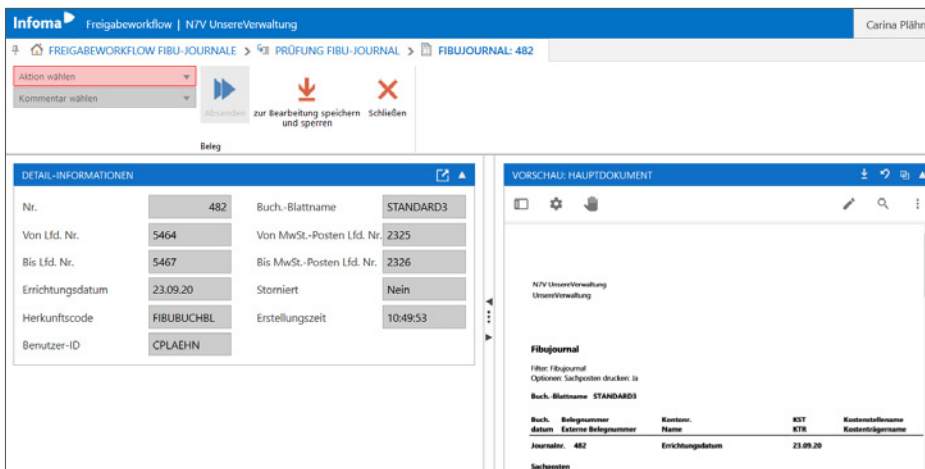 Infoma Freigabeworkflow | N7V UnsereVerwaltung Carina Plähn
FREIGABEWORKFLOW FIBU-JOURNALE > PRÜFUNG FIBU-JOURNAL > FIBUJOURNAL: 482
Aktion wählen
Kommentar wählen
Absenden
zur Bearbeitung speichern und sperren
Schließen
Beleg
DETAIL-INFORMATIONEN
Nr. 482 Buch.-Blattname STANDARD3
Von Lfd. Nr. 5464 Von MwSt.-Posten Lfd. Nr. 2325
Bis Lfd. Nr. 5467 Bis MwSt.-Posten Lfd. Nr. 2326
Errichtungsdatum 23.09.20 Storniert Nein
Herkunftscode FIBUBUCHBL Erstellungszeit 10:49:53
Benutzer-ID CPLAEHN
VORSCHAU: HAUPTDOKUMENT
N7V UnsereVerwaltung
UnsereVerwaltung
Fibujournal
Filter: Fibujournal
Optionen: Sachposten drucken: Ja
Buch.-Blattname STANDARD3
Buch. Belegnummer Kontonr. KST Kostenstellenname
datum Externe Belegnummer Name KTR Kostenträgername
Journalnr. 482 Errichtungsdatum 23.09.20
Sachposten